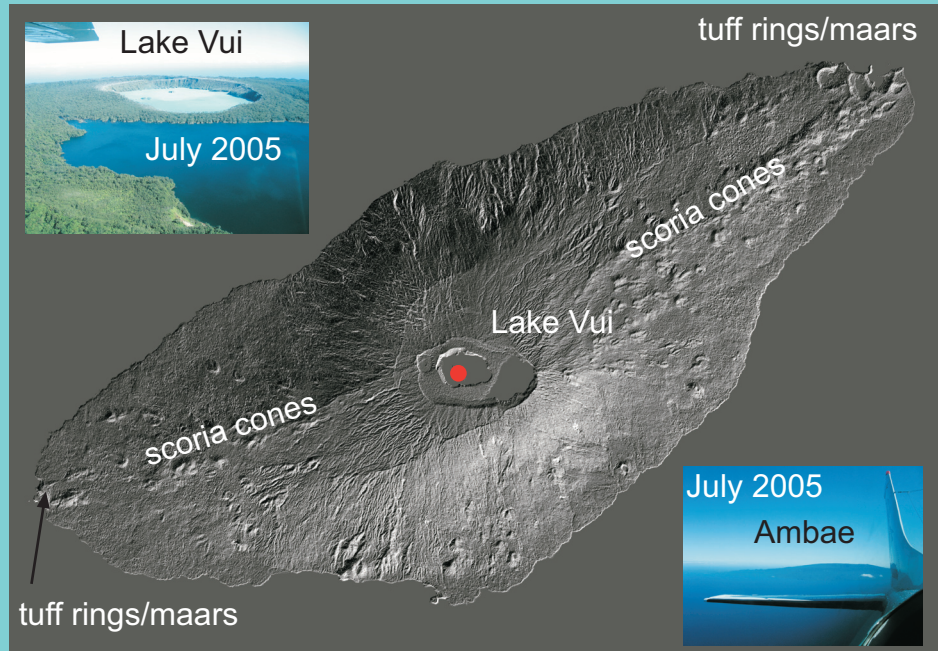 Lake Vui
July 2005
tuff rings/maars
scoria cones
Lake Vui
scoria cones
July 2005
Ambae
tuff rings/maars